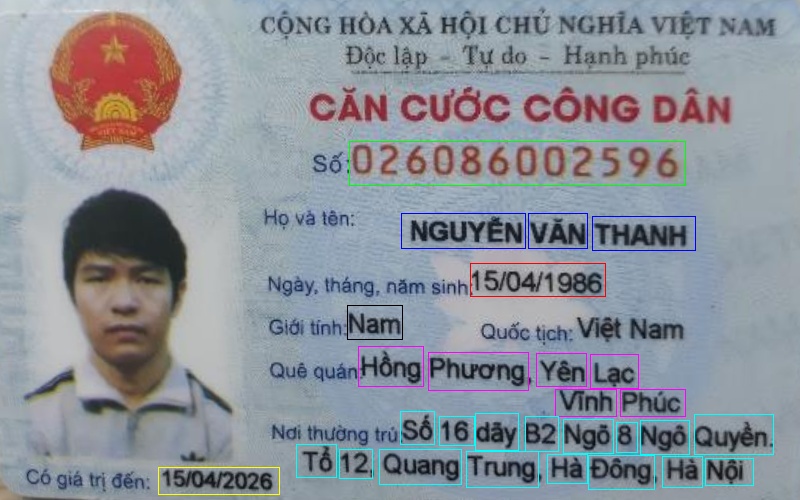 CỘNG HÒA XÃ HỘI CHỦ NGHĨA VIỆT NAM
Độc lập - Tự do - Hạnh phúc
CĂN CƯỚC CÔNG DÂN
Số: 026086002596
Họ và tên: NGUYỄN VĂN THANH
Ngày, tháng, năm sinh: 15/04/1986
Giới tính: Nam Quốc tịch: Việt Nam
Quê quán: Hồng Phương, Yên Lạc
Vĩnh Phúc
Nơi thường trú: Số 16 dãy B2 Ngõ 8 Ngô Quyền.
Tổ 12, Quang Trung, Hà Đông, Hà Nội
Có giá trị đến: 15/04/2026